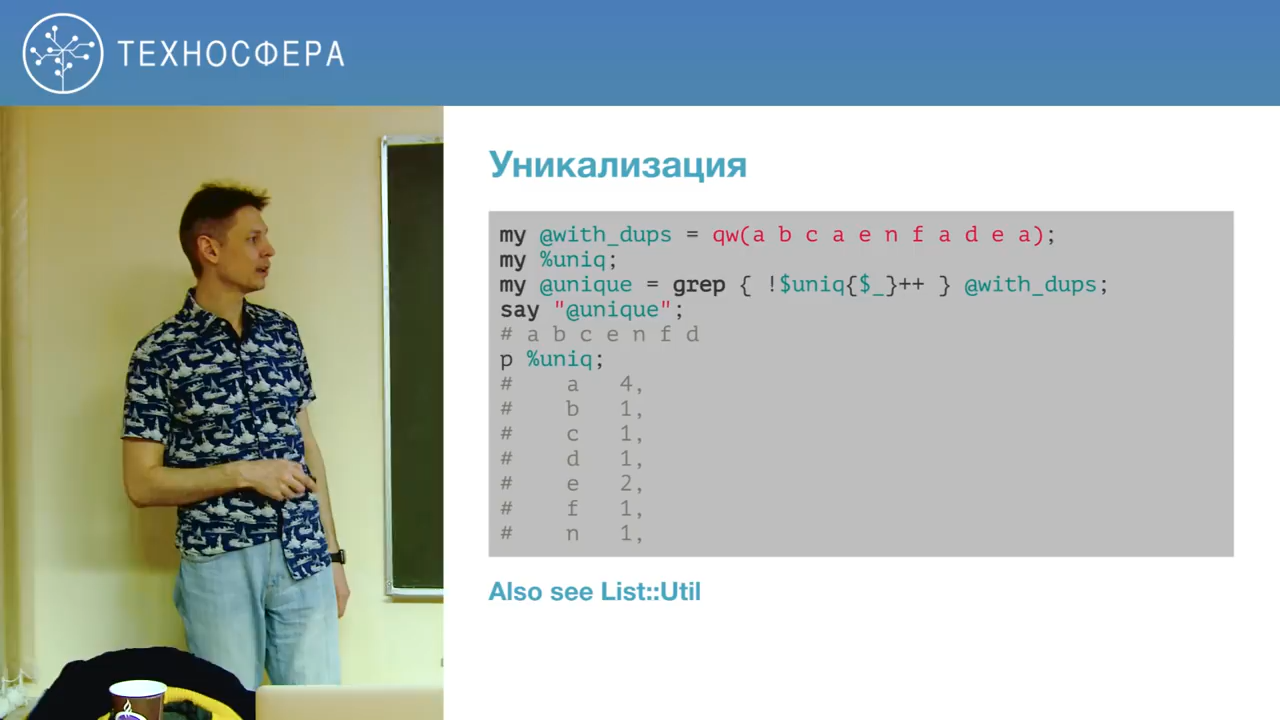 ТЕХНОСФЕРА
Уникализация
my @with_dups = qw(a b c a e n f a d e a);
my %uniq;
my @unique = grep { !$uniq{$_}++ } @with_dups;
say "@unique";
# a b c e n f d
p %uniq;
# a 4,
# b 1,
# c 1,
# d 1,
# e 2,
# f 1,
# n 1,
Also see List::Util